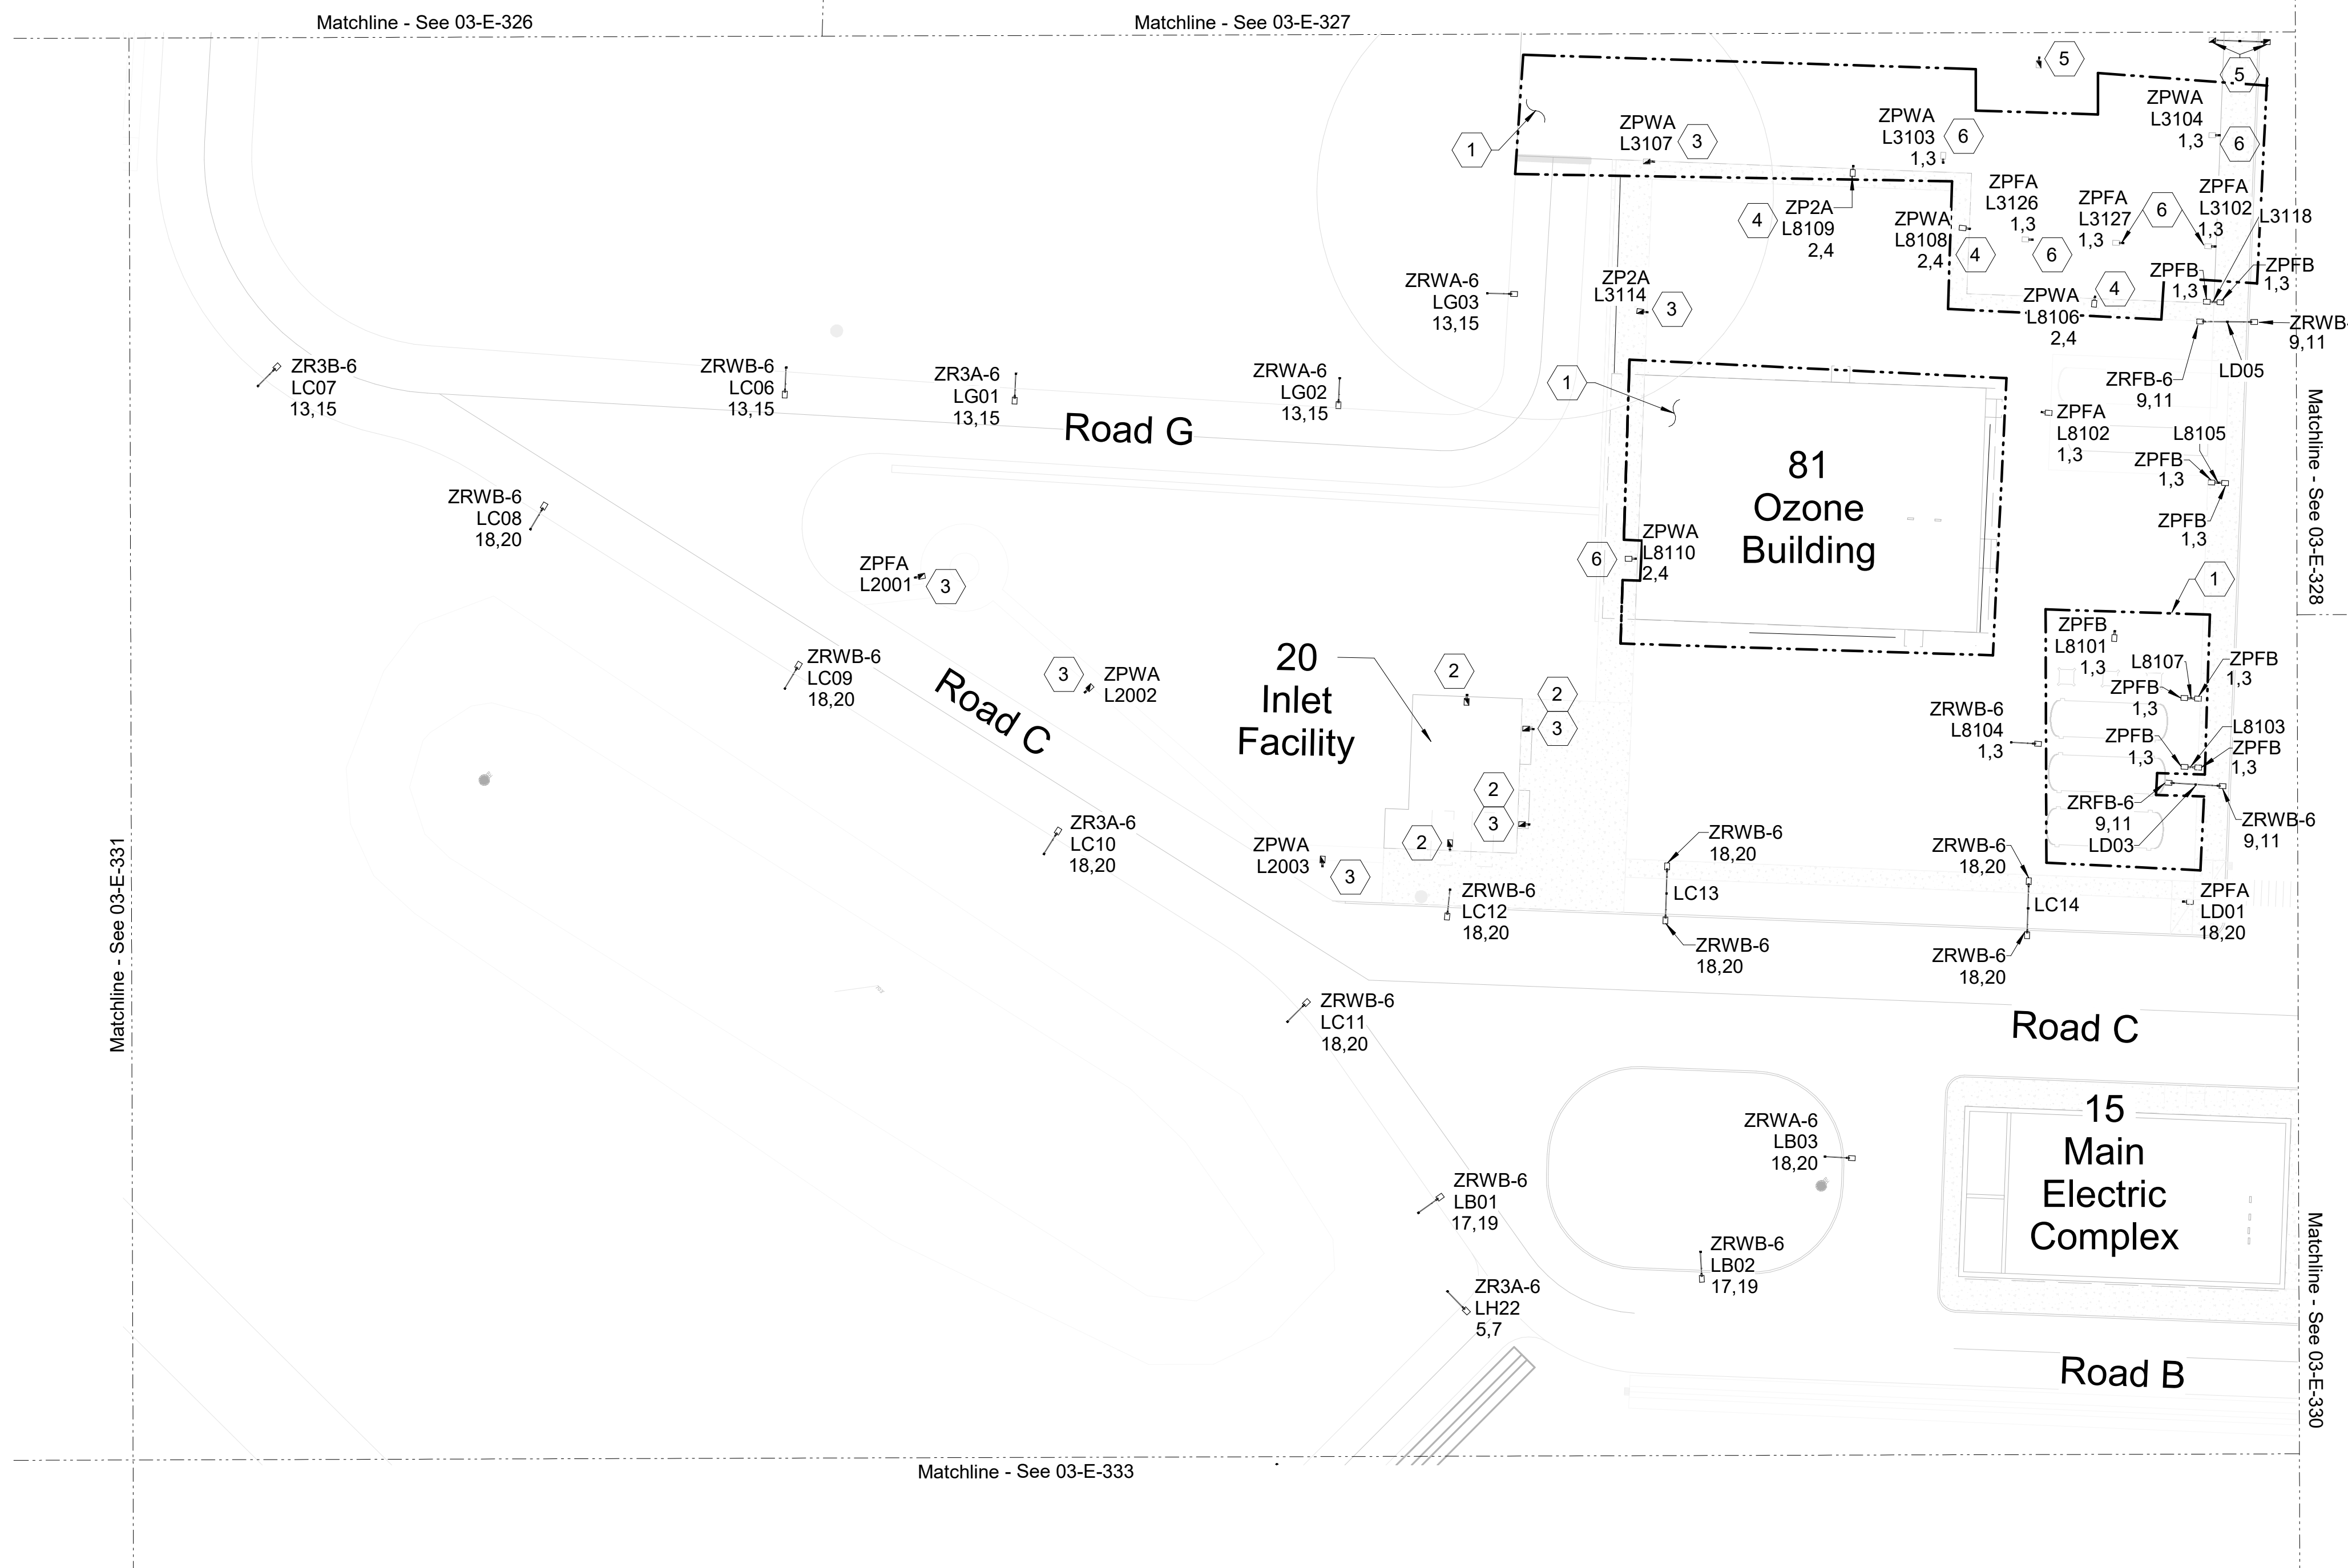 Matchline - See 03-E-326
Matchline - See 03-E-327
5
5
ZPWA
L3104
1,3
6
ZPWA
L3103
1,3
6
ZPWA
L3107
3
1
ZPFA
L3126
1,3
6
ZPFA
L3127
1,3
6
ZPFA
L3102
1,3
L3118
ZP2A
L8109
2,4
4
ZPWA
L8108
2,4
4
ZPFB
1,3
ZPFB
1,3
ZRWA-6
LG03
13,15
ZP2A
L3114
3
ZPWA
L8106
2,4
4
ZRWB-
9,11
ZRFB-6
9,11
LD05
ZR3B-6
LC07
13,15
ZRWB-6
LC06
13,15
ZR3A-6
LG01
13,15
ZRWA-6
LG02
13,15
1
Road G
ZPFA
L8102
1,3
L8105
ZPFB
1,3
ZPFB
1,3
81
Ozone
Building
Matchline - See 03-E-328
ZRWB-6
LC08
18,20
ZPFA
L2001
3
ZPWA
L8110
2,4
6
1
ZPFB
L8101
1,3
L8107
ZPFB
1,3
ZPFB
1,3
ZRWB-6
LC09
18,20
3
ZPWA
L2002
Road C
20
Inlet
Facility
2
2
3
2
3
2
ZRWB-6
L8104
1,3
L8103
ZPFB
1,3
ZPFB
1,3
ZRFB-6
9,11
LD03
ZRWB-6
9,11
ZR3A-6
LC10
18,20
ZPWA
L2003
3
ZRWB-6
LC12
18,20
ZRWB-6
18,20
LC13
ZRWB-6
18,20
ZRWB-6
18,20
LC14
ZRWB-6
18,20
ZPFA
LD01
18,20
Matchline - See 03-E-331
ZRWB-6
LC11
18,20
Road C
ZRWA-6
LB03
18,20
15
Main
Electric
Complex
ZRWB-6
LB01
17,19
ZRWB-6
LB02
17,19
ZR3A-6
LH22
5,7
Road B
Matchline - See 03-E-330
Matchline - See 03-E-333